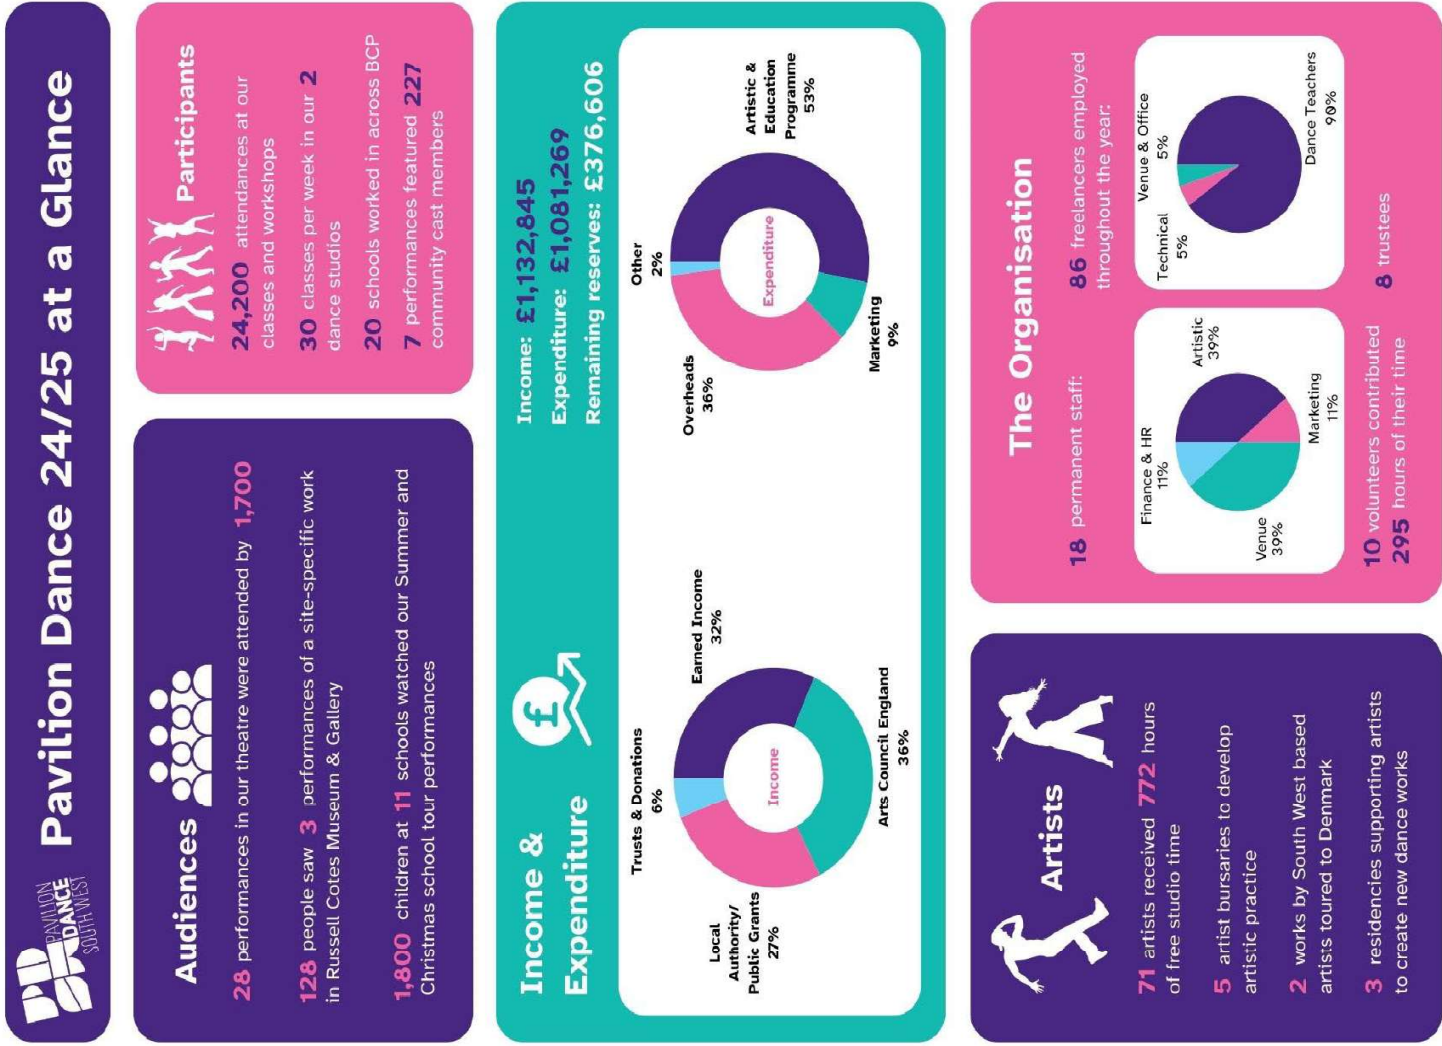 PDSW
PAVILION
DANCE
SOUTH WEST
Pavilion Dance 24/25 at a Glance
Audiences
28 performances in our theatre were attended by 1,700
128 people saw 3 performances of a site-specific work
in Russell Cotes Museum & Gallery
1,800 children at 11 schools watched our Summer and
Christmas school tour performances
Participants
24,200 attendances at our
classes and workshops
30 classes per week in our 2
dance studios
20 schools worked in across BCP
7 performances featured 227
community cast members
Income &
Expenditure
£
Income: £1,132,845
Expenditure: £1,081,269
Remaining reserves: £376,606
Trusts & Donations
6%
Earned Income
32%
Local
Authority/
Public Grants
27%
Income
Arts Council England
36%
Other
2%
Overheads
36%
Expenditure
Artistic &
Education
Programme
53%
Marketing
9%
Artists
71 artists received 772 hours
of free studio time
5 artist bursaries to develop
artistic practice
2 works by South West based
artists toured to Denmark
3 residencies supporting artists
to create new dance works
The Organisation
18 permanent staff:
Finance & HR
11%
Artistic
39%
Venue
39%
Marketing
11%
86 freelancers employed
throughout the year:
Technical
5%
Venue & Office
5%
Dance Teachers
90%
10 volunteers contributed
295 hours of their time
8 trustees